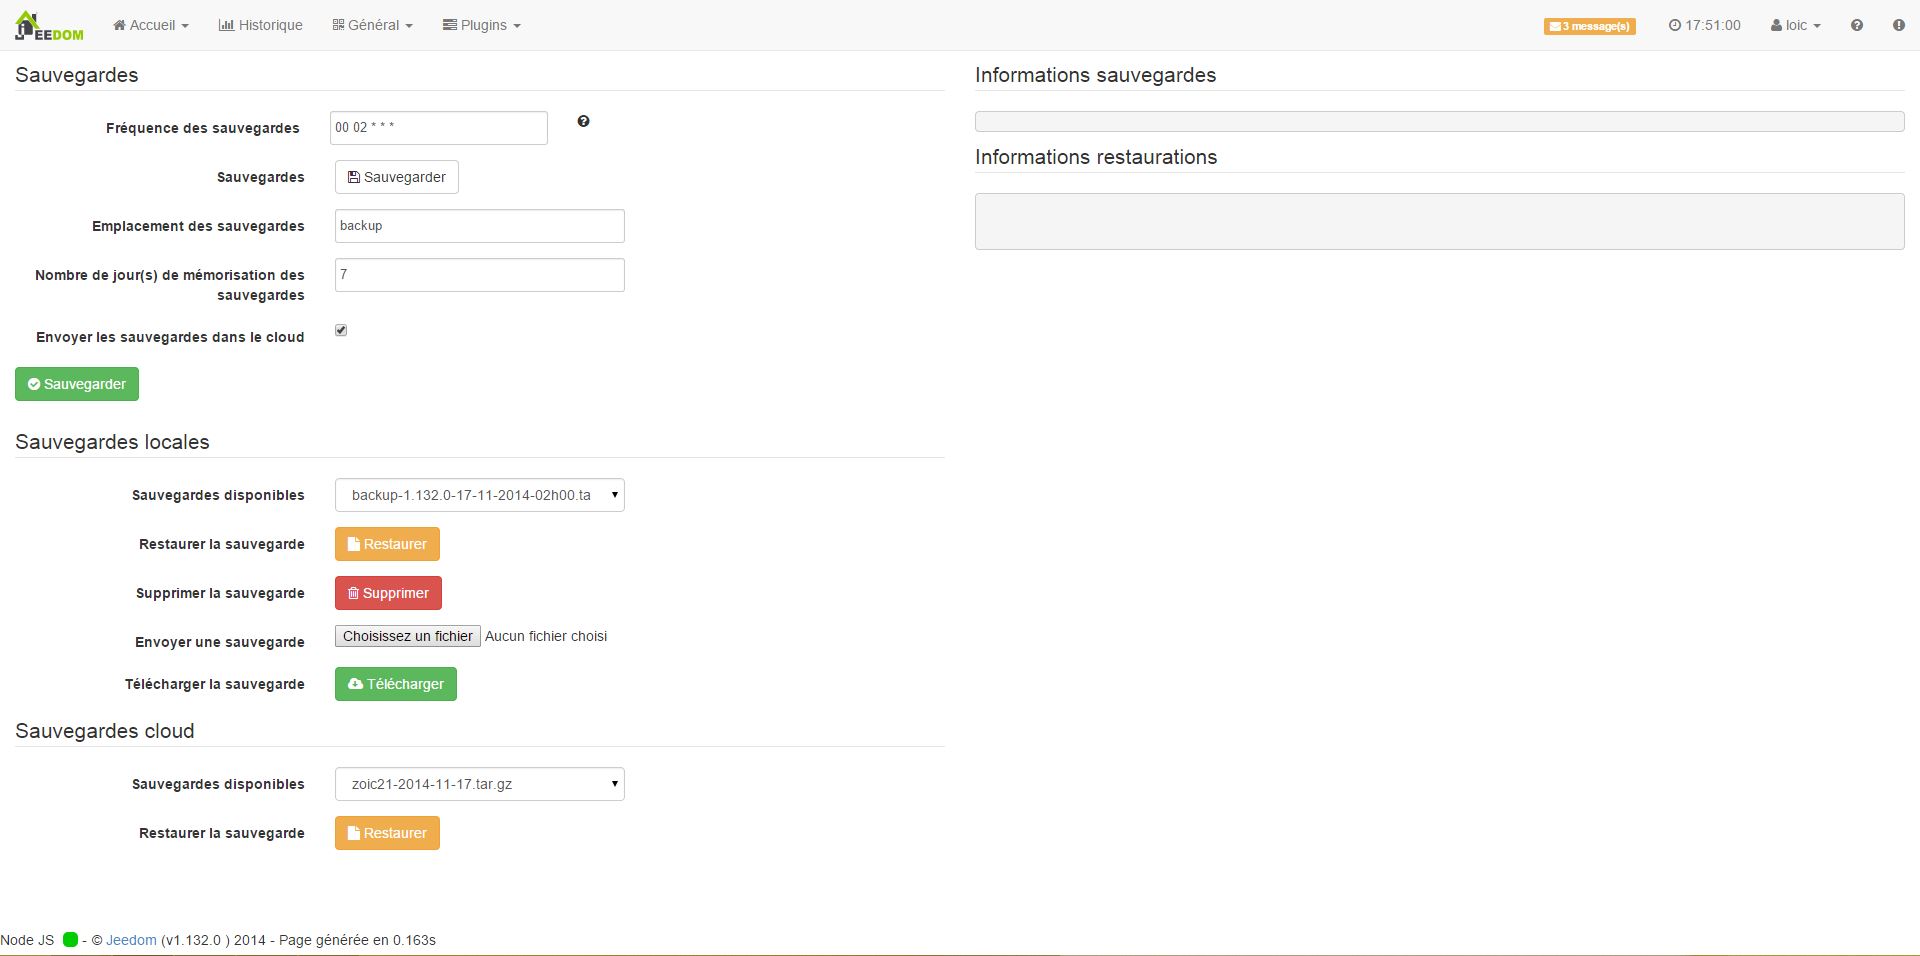 JEEDOM Accueil Historique Général Plugins 3 message(s) 17:51:00 loic
Sauvegardes
Fréquence des sauvegardes 00 02 * * *
Sauvegardes Sauvegarder
Emplacement des sauvegardes backup
Nombre de jour(s) de mémorisation des 7
sauvegardes
Envoyer les sauvegardes dans le cloud
Sauvegarder
Sauvegardes locales
Sauvegardes disponibles backup-1.132.0-17-11-2014-02h00.ta
Restaurer la sauvegarde Restaurer
Supprimer la sauvegarde Supprimer
Envoyer une sauvegarde Choisissez un fichier Aucun fichier choisi
Télécharger la sauvegarde Télécharger
Sauvegardes cloud
Sauvegardes disponibles zoic21-2014-11-17.tar.gz
Restaurer la sauvegarde Restaurer
Informations sauvegardes
Informations restaurations
Node JS - © Jeedom (v1.132.0 ) 2014 - Page générée en 0.163s